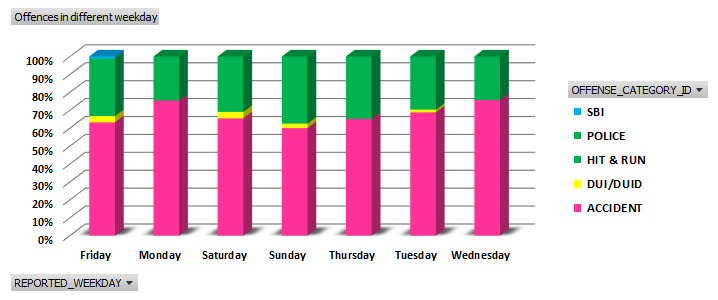 Offences in different weekday
100%
90%
80%
70%
60%
50%
40%
30%
20%
10%
0%
Friday Monday Saturday Sunday Thursday Tuesday Wednesday
OFFENSE_CATEGORY_ID
SBI
POLICE
HIT & RUN
DUI/DUID
ACCIDENT
REPORTED_WEEKDAY